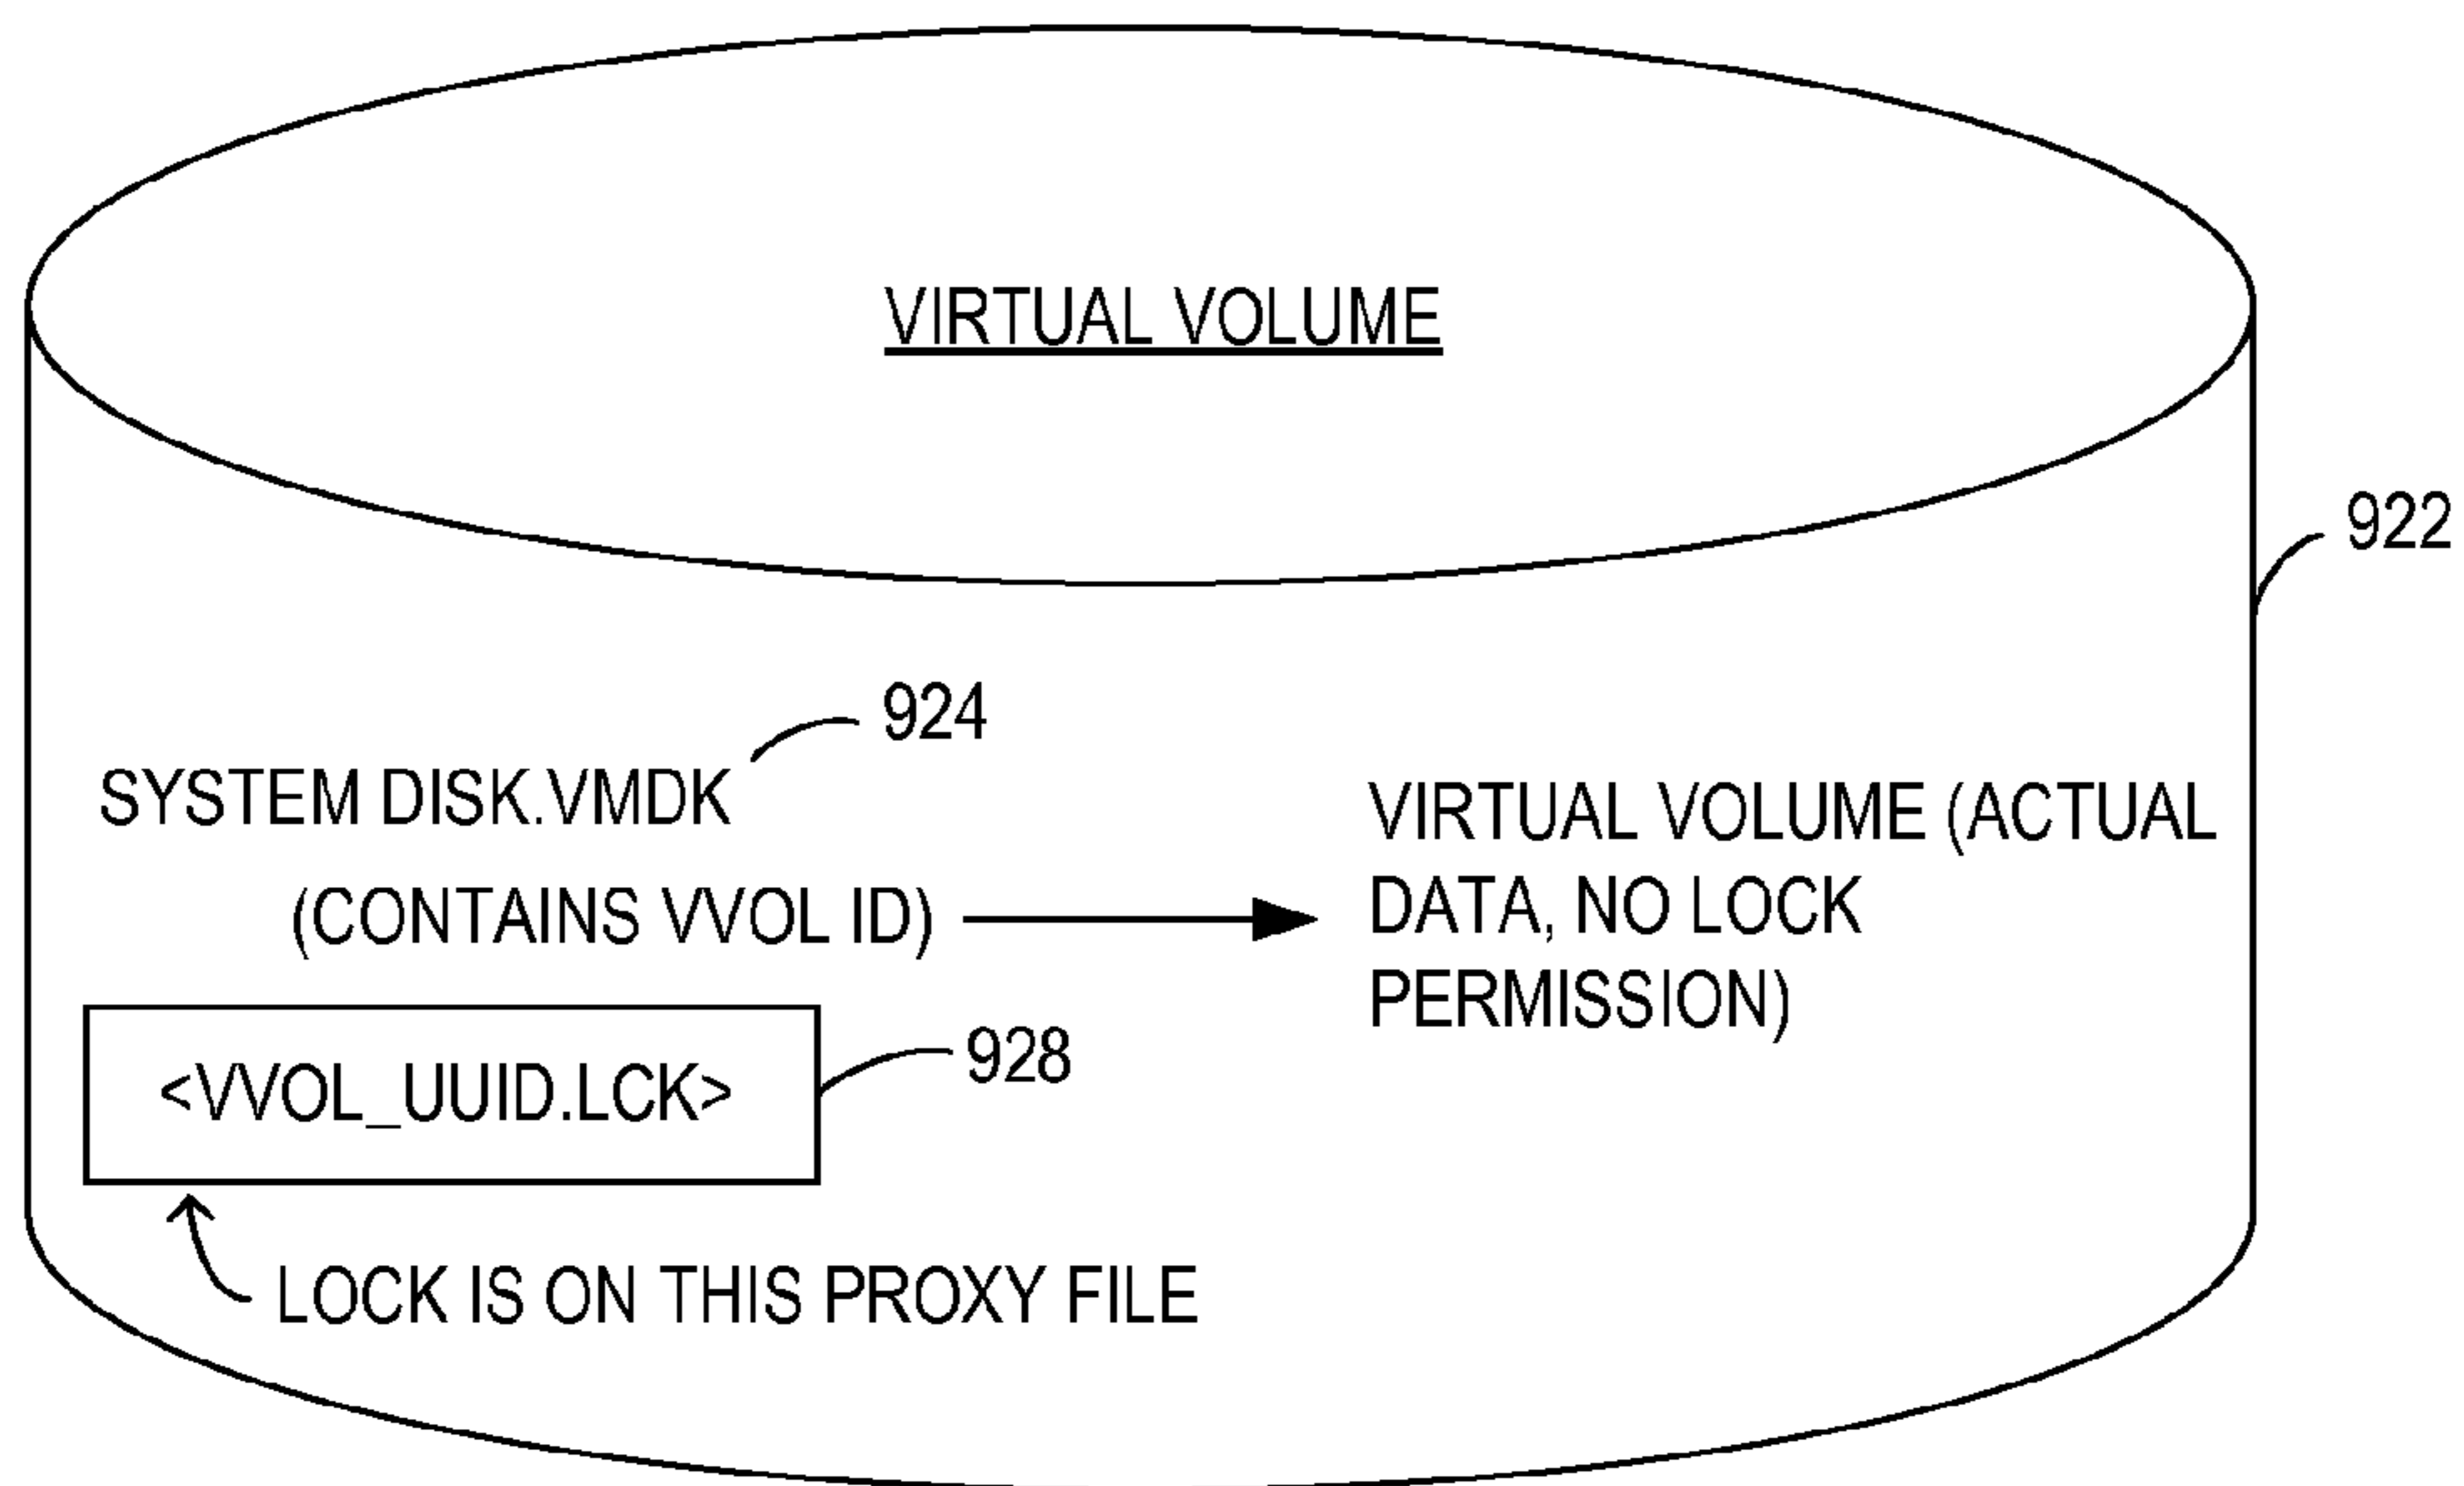 VIRTUAL VOLUME
922
924
SYSTEM DISK.VMDK
(CONTAINS VVOL ID)
VIRTUAL VOLUME (ACTUAL
DATA, NO LOCK
PERMISSION)
<VVOL_UUID.LCK>
928
LOCK IS ON THIS PROXY FILE